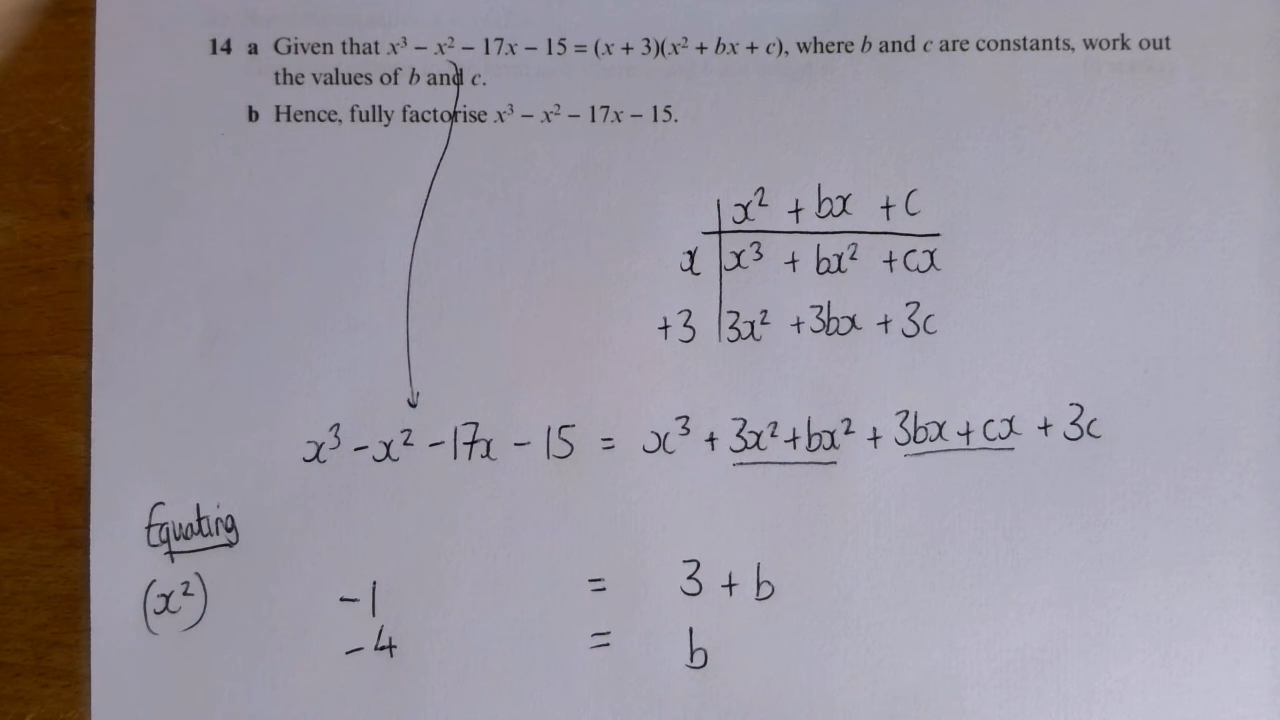 14 a Given that x³ − x² − 17x − 15 = (x + 3)(x² + bx + c), where b and c are constants, work out
the values of b and c.
b Hence, fully factorise x³ − x² − 17x − 15.
x² + bx + c
x x³ + bx² + cx
+3 3x² + 3bx + 3c
x³ − x² − 17x − 15 = x³ + 3x² + bx² + 3bx + cx + 3c
Equating
(x²) −1 = 3 + b
−4 = b